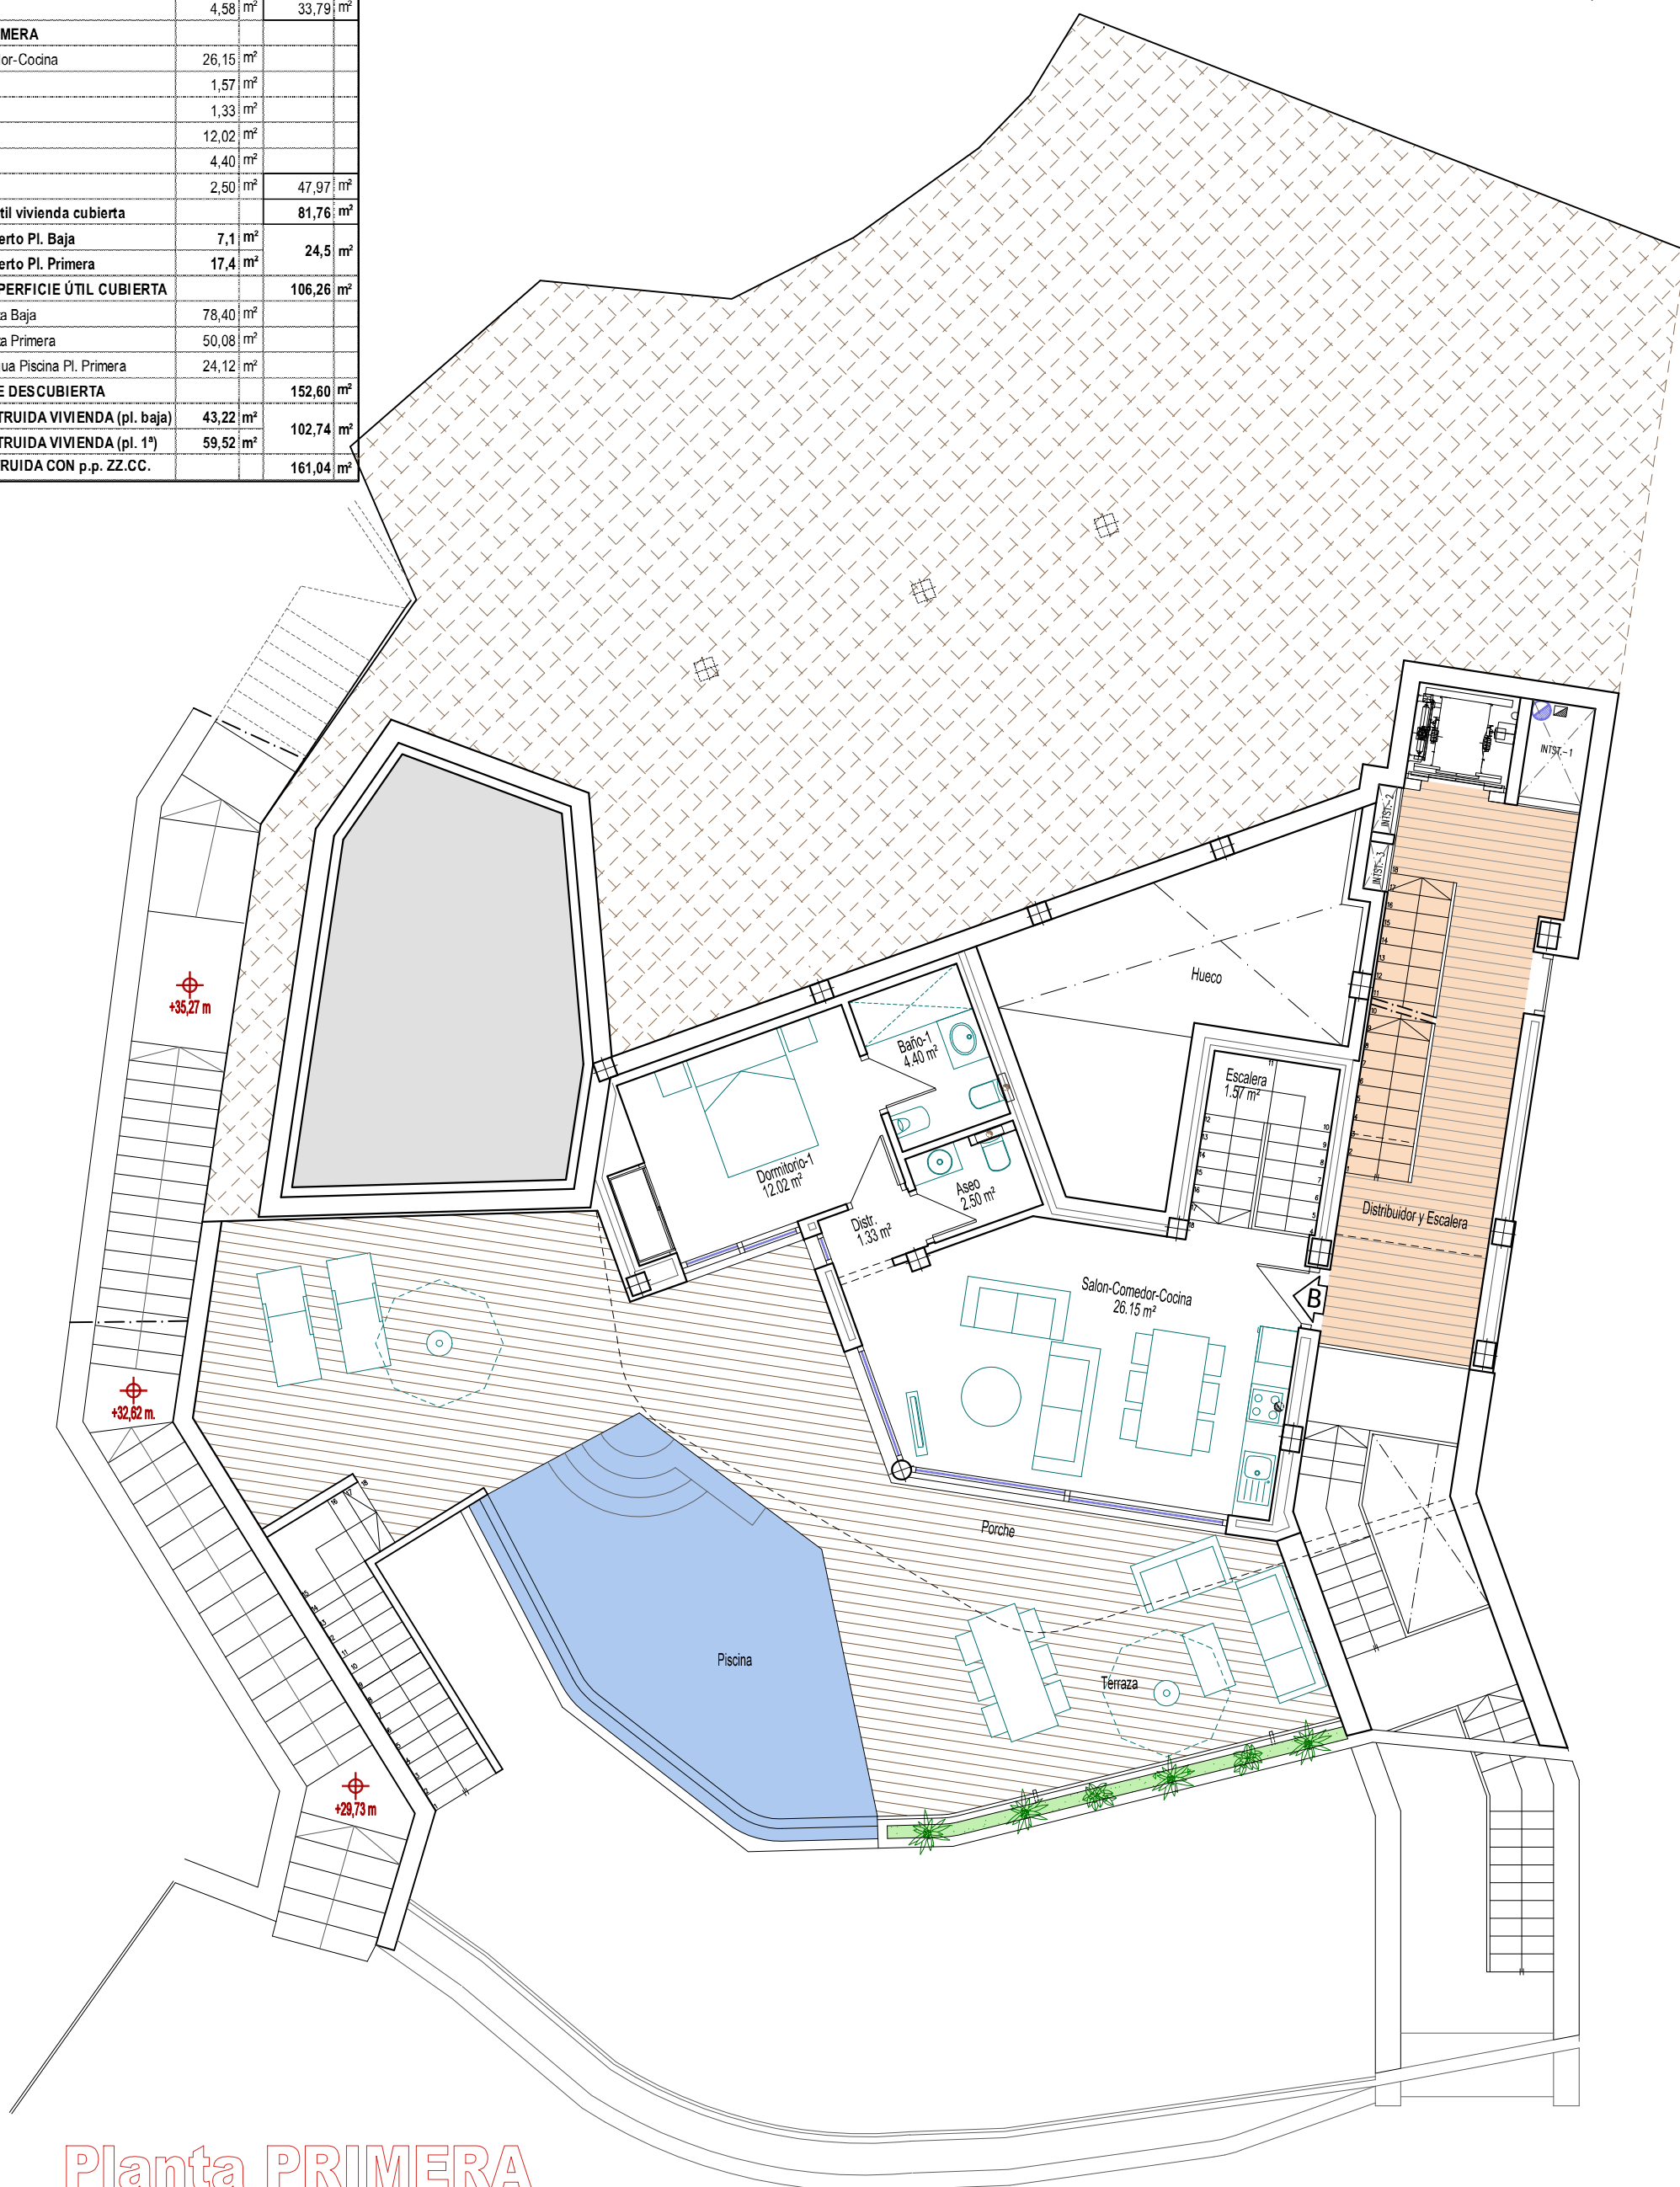 4,58 m² 33,79 m²
MERA
or-Cocina 26,15 m²
1,57 m²
1,33 m²
12,02 m²
4,40 m²
2,50 m² 47,97 m²
til vivienda cubierta 81,76 m²
erto Pl. Baja 7,1 m²
24,5 m²
erto Pl. Primera 17,4 m²
PERFICIE ÚTIL CUBIERTA 106,26 m²
a Baja 78,40 m²
a Primera 50,08 m²
ua Piscina Pl. Primera 24,12 m²
E DESCUBIERTA 152,60 m²
TRUIDA VIVIENDA (pl. baja) 43,22 m²
102,74 m²
TRUIDA VIVIENDA (pl. 1ª) 59,52 m²
RUIDA CON p.p. ZZ.CC. 161,04 m²
INTST.-1
INTST.-2
INTST.-3
Hueco
+35,27 m
Baño-1
4.40 m²
Escalera
1.57 m²
Dormitorio-1
12.02 m²
Aseo
2.50 m²
Distr.
1.33 m²
Distribuidor y Escalera
Salon-Comedor-Cocina
26.15 m²
B
+32,62 m.
Porche
Piscina
Terraza
+29,73 m
Planta PRIMERA